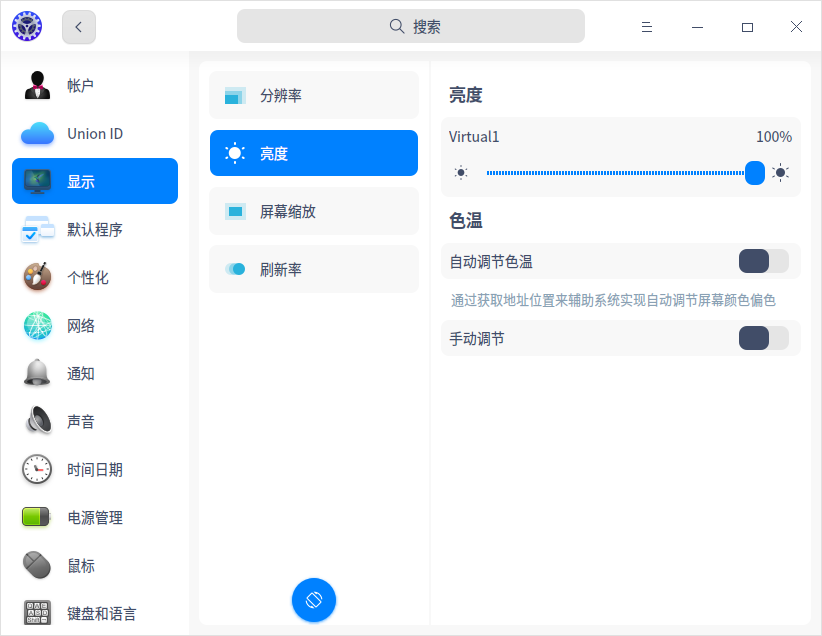 搜索
帐户
Union ID
显示
默认程序
个性化
网络
通知
声音
时间日期
电源管理
鼠标
键盘和语言
分辨率
亮度
屏幕缩放
刷新率
亮度
Virtual1 100%
色温
自动调节色温
通过获取地址位置来辅助系统实现自动调节屏幕颜色偏色
手动调节